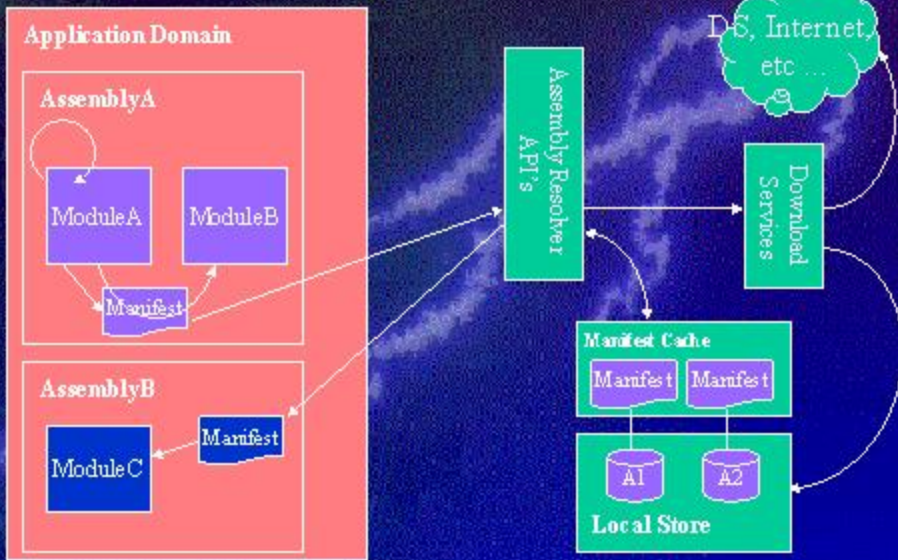 Application Domain
AssemblyA
ModuleA
ModuleB
Manifest
AssemblyB
ModuleC
Manifest
Assembly Resolver
API's
DS, Internet,
etc ...
Download
Services
Manifest Cache
Manifest
Manifest
A1
A2
Local Store